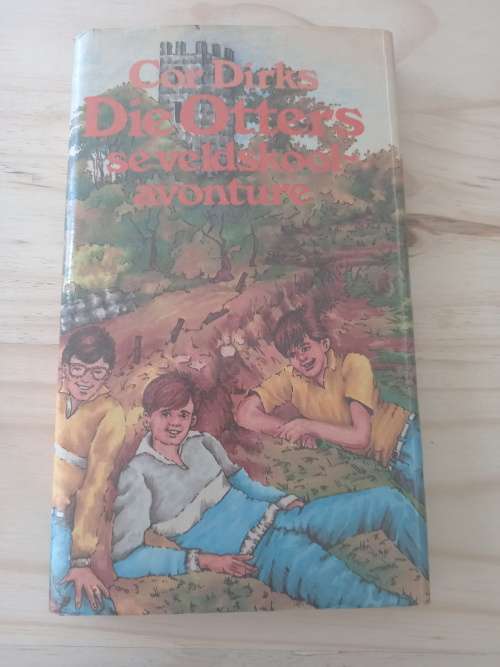 Cor Dirks
Die Otters
se veldskool-
avonture